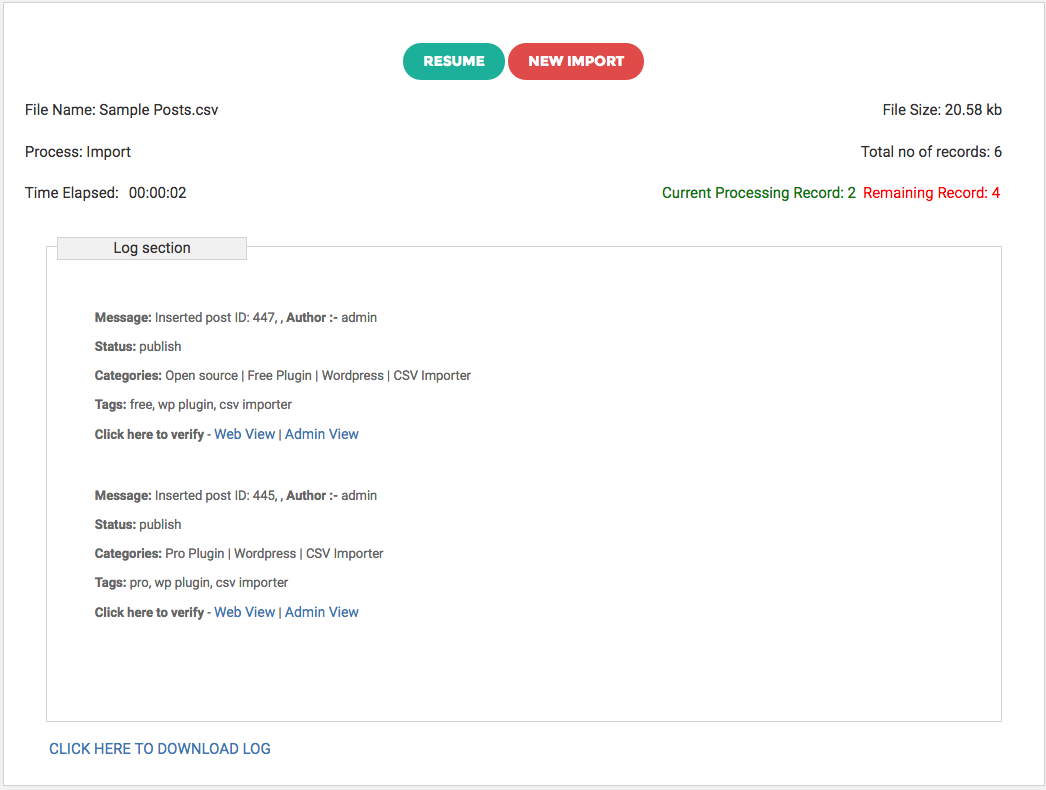 RESUME NEW IMPORT
File Name: Sample Posts.csv File Size: 20.58 kb
Process: Import Total no of records: 6
Time Elapsed: 00:00:02 Current Processing Record: 2 Remaining Record: 4
Log section
Message: Inserted post ID: 447, , Author :- admin
Status: publish
Categories: Open source | Free Plugin | Wordpress | CSV Importer
Tags: free, wp plugin, csv importer
Click here to verify - Web View | Admin View
Message: Inserted post ID: 445, , Author :- admin
Status: publish
Categories: Pro Plugin | Wordpress | CSV Importer
Tags: pro, wp plugin, csv importer
Click here to verify - Web View | Admin View
CLICK HERE TO DOWNLOAD LOG